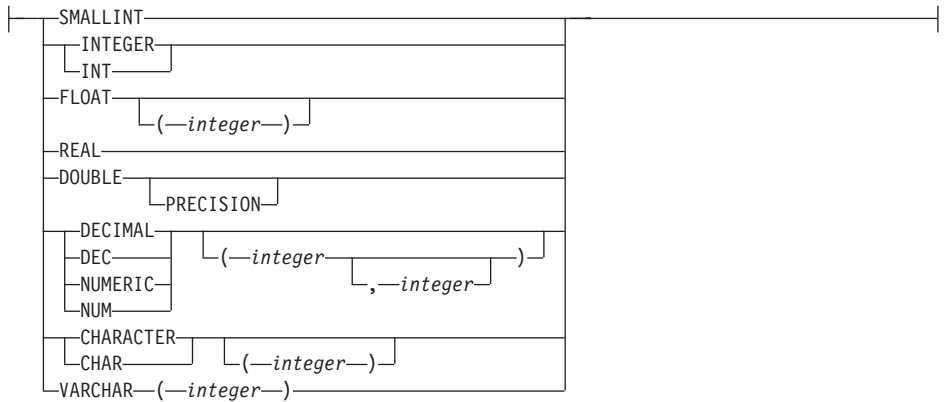 SMALLINT
INTEGER
INT
FLOAT
(integer)
REAL
DOUBLE
PRECISION
DECIMAL
DEC
NUMERIC
NUM
(integer )
, integer
CHARACTER
CHAR
(integer)
VARCHAR (integer)